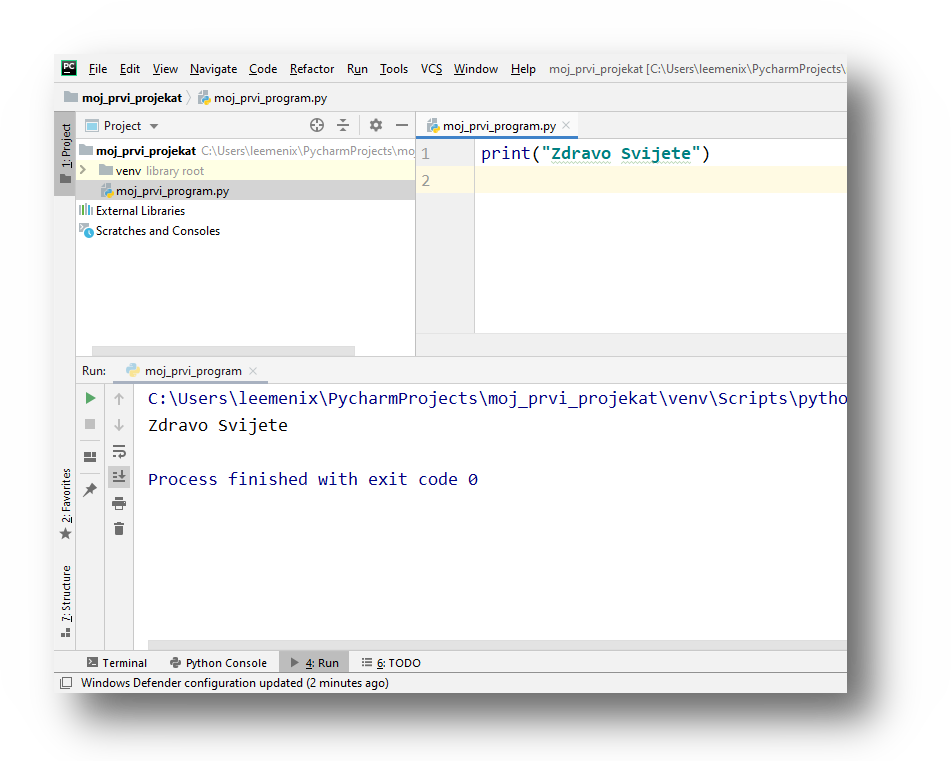 PC File Edit View Navigate Code Refactor Run Tools VCS Window Help moj_prvi_projekat [C:\Users\leemenix\PycharmProjects\
moj_prvi_projekat moj_prvi_program.py
1: Project
Project
moj_prvi_projekat C:\Users\leemenix\PycharmProjects\mo
venv library root
moj_prvi_program.py
External Libraries
Scratches and Consoles
moj_prvi_program.py
1 print("Zdravo Svijete")
2
Run: moj_prvi_program
C:\Users\leemenix\PycharmProjects\moj_prvi_projekat\venv\Scripts\pytho
Zdravo Svijete
Process finished with exit code 0
2: Favorites
7: Structure
Terminal Python Console 4: Run 6: TODO
Windows Defender configuration updated (2 minutes ago)